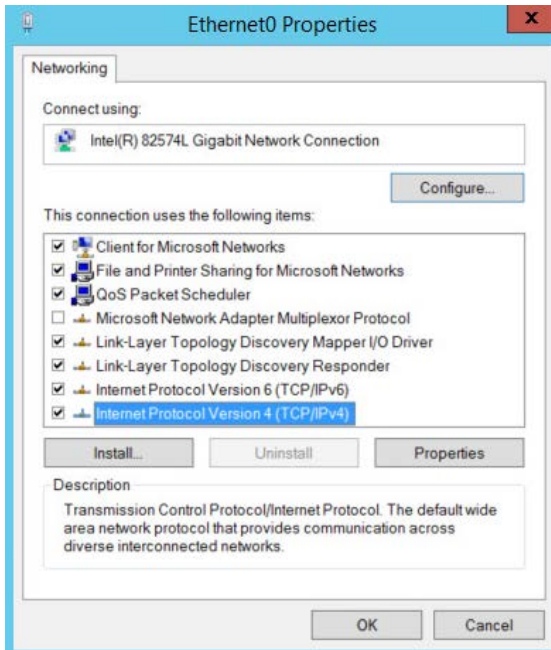 Ethernet0 Properties
x
Networking
Connect using:
Intel(R) 82574L Gigabit Network Connection
Configure...
This connection uses the following items:
Client for Microsoft Networks
File and Printer Sharing for Microsoft Networks
QoS Packet Scheduler
Microsoft Network Adapter Multiplexor Protocol
Link-Layer Topology Discovery Mapper I/O Driver
Link-Layer Topology Discovery Responder
Internet Protocol Version 6 (TCP/IPv6)
Internet Protocol Version 4 (TCP/IPv4)
Install... Uninstall Properties
Description
Transmission Control Protocol/Internet Protocol. The default wide
area network protocol that provides communication across
diverse interconnected networks.
OK Cancel